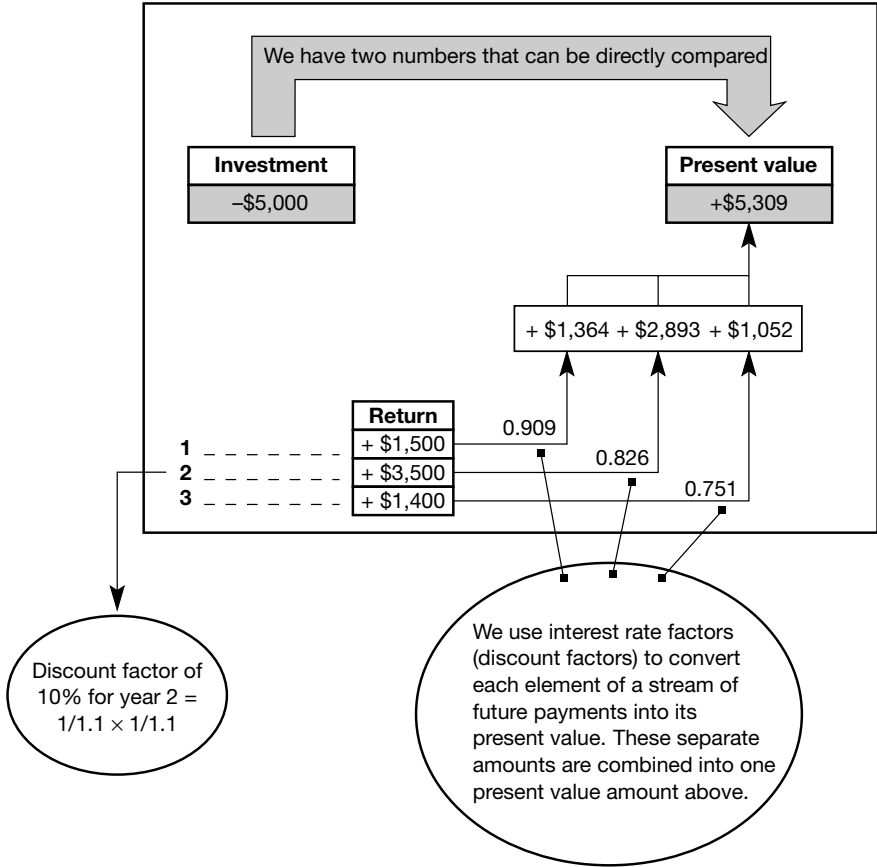 We have two numbers that can be directly compared
Investment
–$5,000
Present value
+$5,309
+ $1,364 + $2,893 + $1,052
Return
0.909
1 _ _ _ _ _ _ _ + $1,500
0.826
2 _ _ _ _ _ _ _ + $3,500
0.751
3 _ _ _ _ _ _ _ + $1,400
Discount factor of
10% for year 2 =
1/1.1 × 1/1.1
We use interest rate factors
(discount factors) to convert
each element of a stream of
future payments into its
present value. These separate
amounts are combined into one
present value amount above.